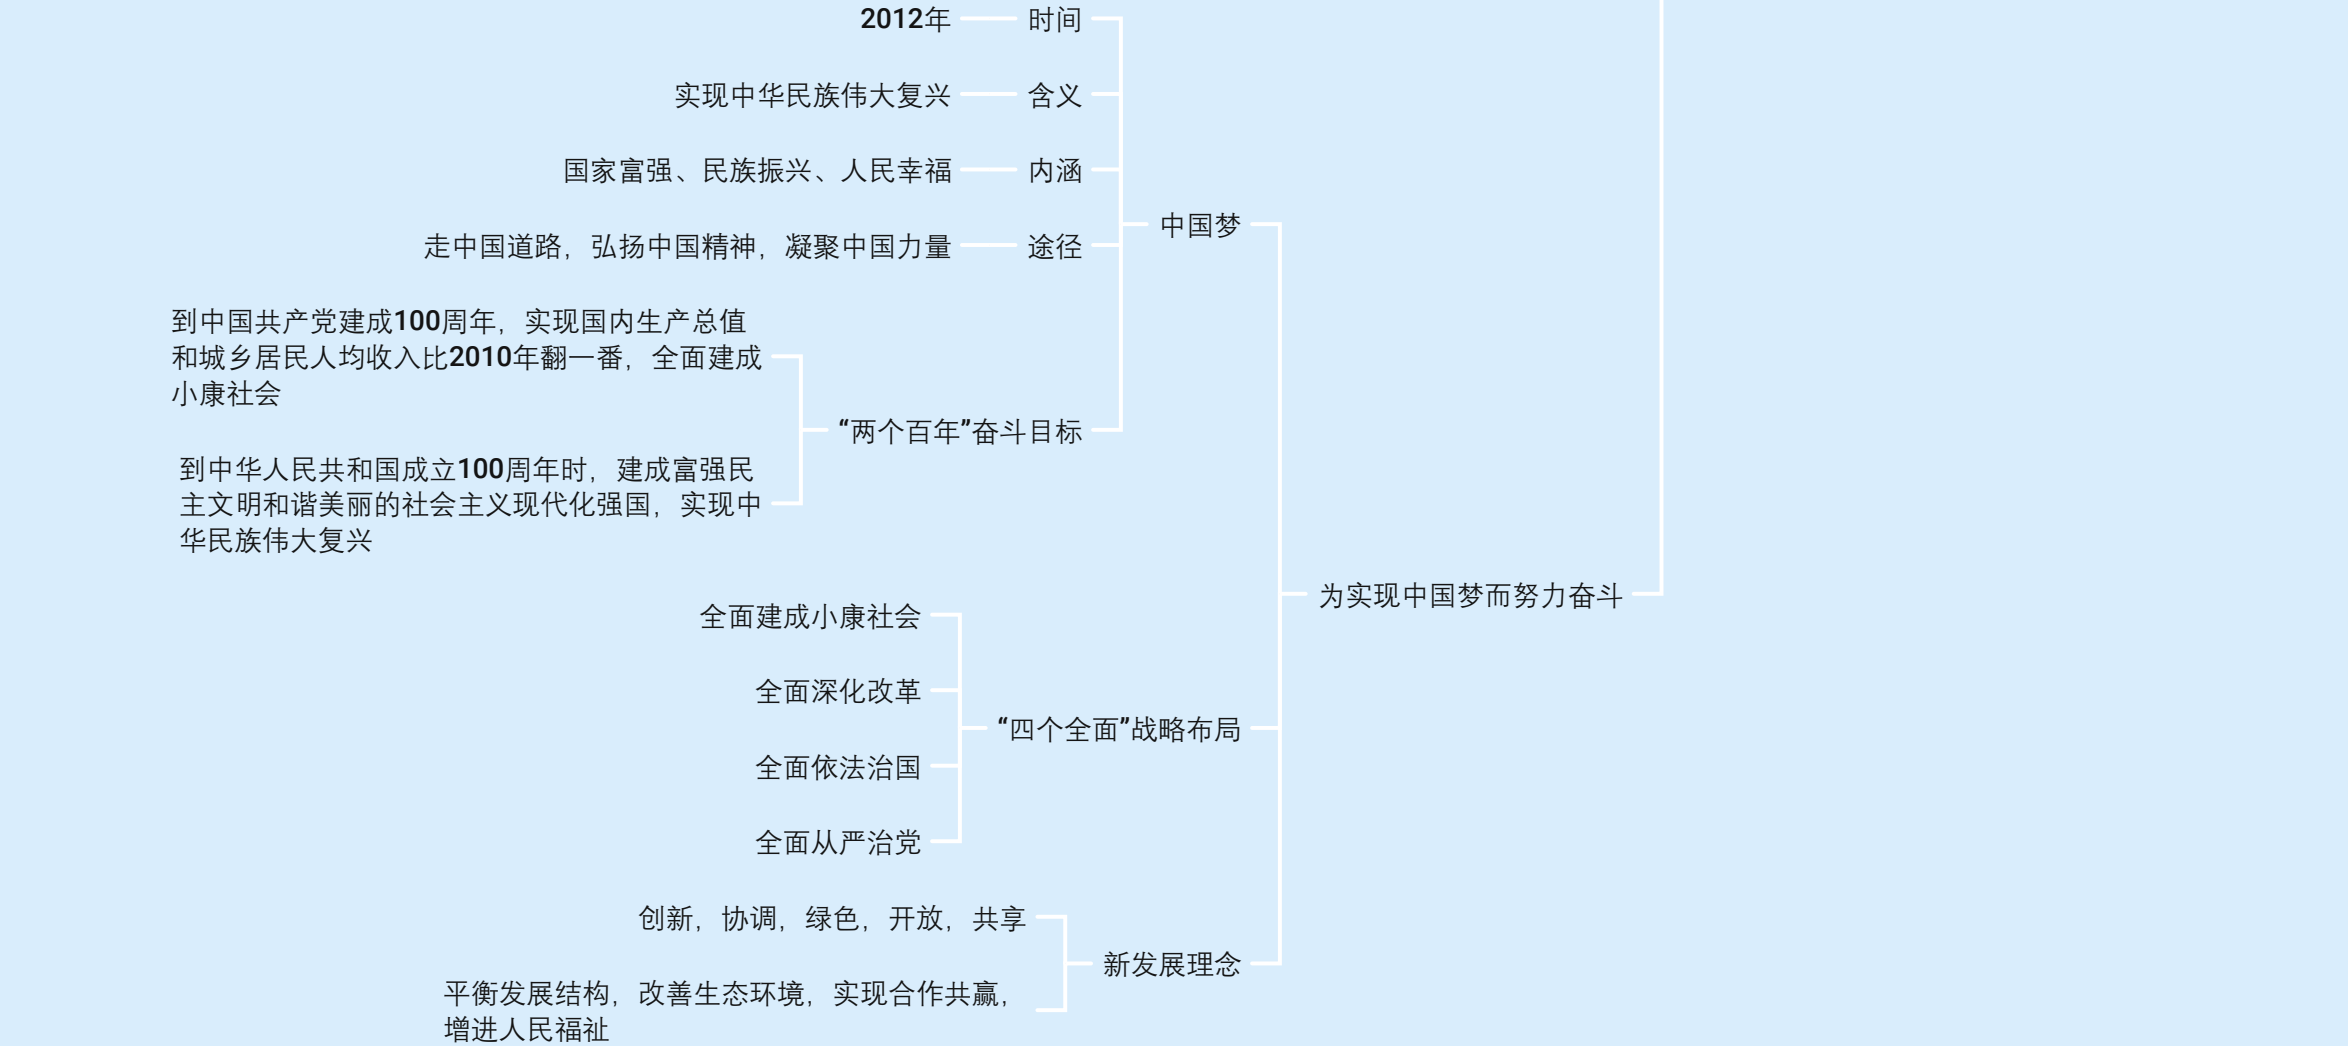 2012年
时间
实现中华民族伟大复兴
含义
国家富强、民族振兴、人民幸福
内涵
中国梦
走中国道路，弘扬中国精神，凝聚中国力量
途径
到中国共产党建成100周年，实现国内生产总值
和城乡居民人均收入比2010年翻一番，全面建成
小康社会
“两个百年”奋斗目标
到中华人民共和国成立100周年时，建成富强民
主文明和谐美丽的社会主义现代化强国，实现中
华民族伟大复兴
为实现中国梦而努力奋斗
全面建成小康社会
全面深化改革
“四个全面”战略布局
全面依法治国
全面从严治党
创新，协调，绿色，开放，共享
新发展理念
平衡发展结构，改善生态环境，实现合作共赢，
增进人民福祉